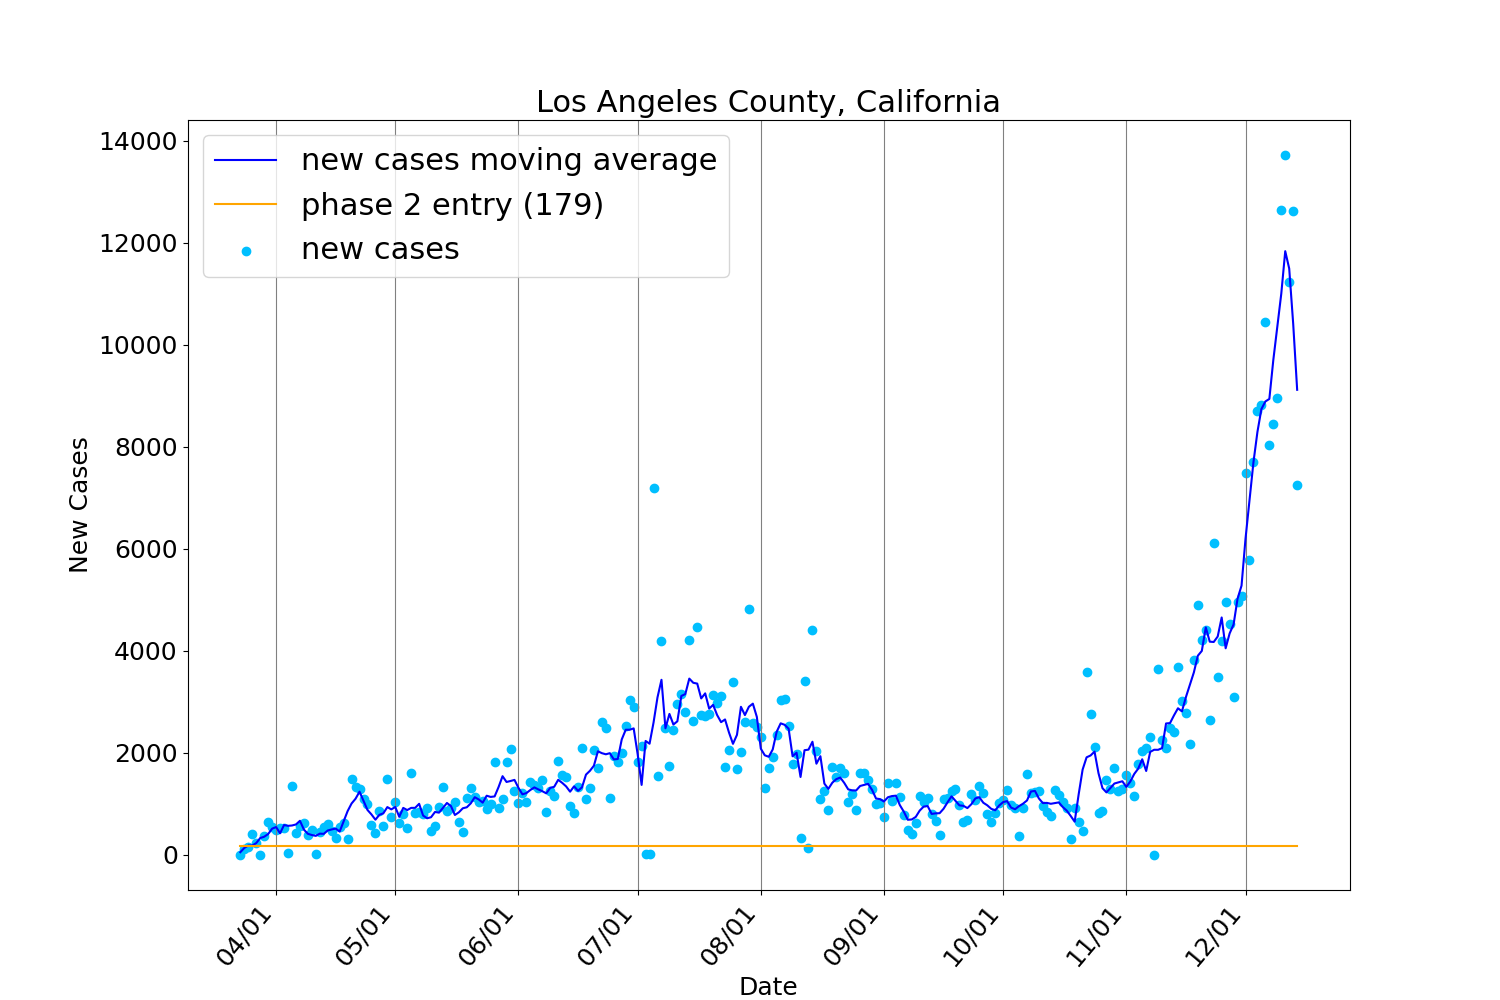 Los Angeles County, California
new cases moving average
phase 2 entry (179)
new cases
14000
12000
10000
8000
6000
4000
2000
0
New Cases
04/01
05/01
06/01
07/01
08/01
09/01
10/01
11/01
12/01
Date